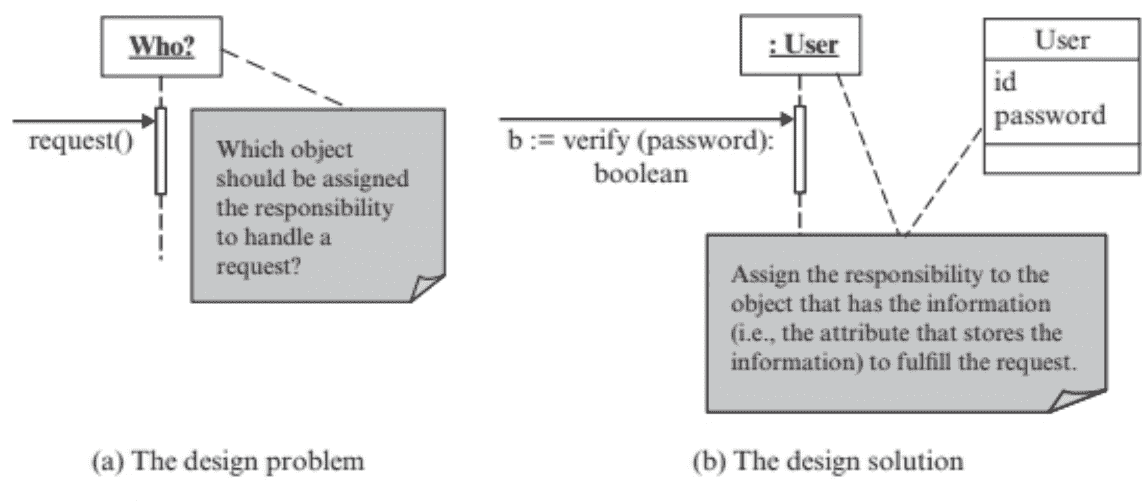 Who?
request()
Which object
should be assigned
the responsibility
to handle a
request?
(a) The design problem
: User
b := verify (password):
boolean
User
id
password
Assign the responsibility to the
object that has the information
(i.e., the attribute that stores the
information) to fulfill the request.
(b) The design solution